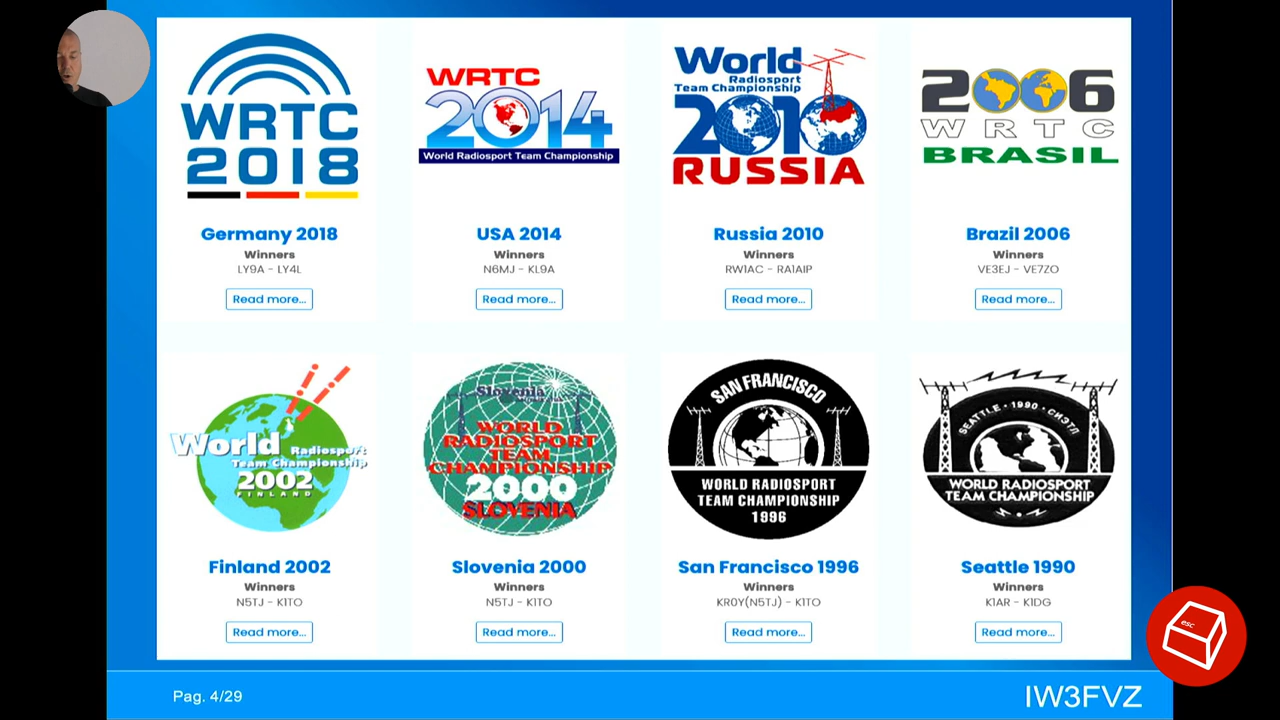 WRTC
2018
Germany 2018
Winners
LY9A - LY4L
Read more...
WRTC
2014
World Radiosport Team Championship
USA 2014
Winners
N6MJ - KL9A
Read more...
World
Radiosport
Team Championship
2010
RUSSIA
Russia 2010
Winners
RW1AC - RA1AIP
Read more...
2006
WRTC
BRASIL
Brazil 2006
Winners
VE3EJ - VE7ZO
Read more...
World Radiosport
Team Championship
2002
FINLAND
Finland 2002
Winners
N5TJ - K1TO
Read more...
Slovenia
WORLD
RADIOSPORT
TEAM
CHAMPIONSHIP
2000
SLOVENIA
Slovenia 2000
Winners
N5TJ - K1TO
Read more...
SAN FRANCISCO
WORLD RADIOSPORT
TEAM CHAMPIONSHIP
1996
San Francisco 1996
Winners
KR0Y(N5TJ) - K1TO
Read more...
SEATTLE • 1990 • СИЭТЛ
WORLD RADIOSPORT
TEAM CHAMPIONSHIP
Seattle 1990
Winners
K1AR - K1DG
Read more...
esc
Pag. 4/29
IW3FVZ